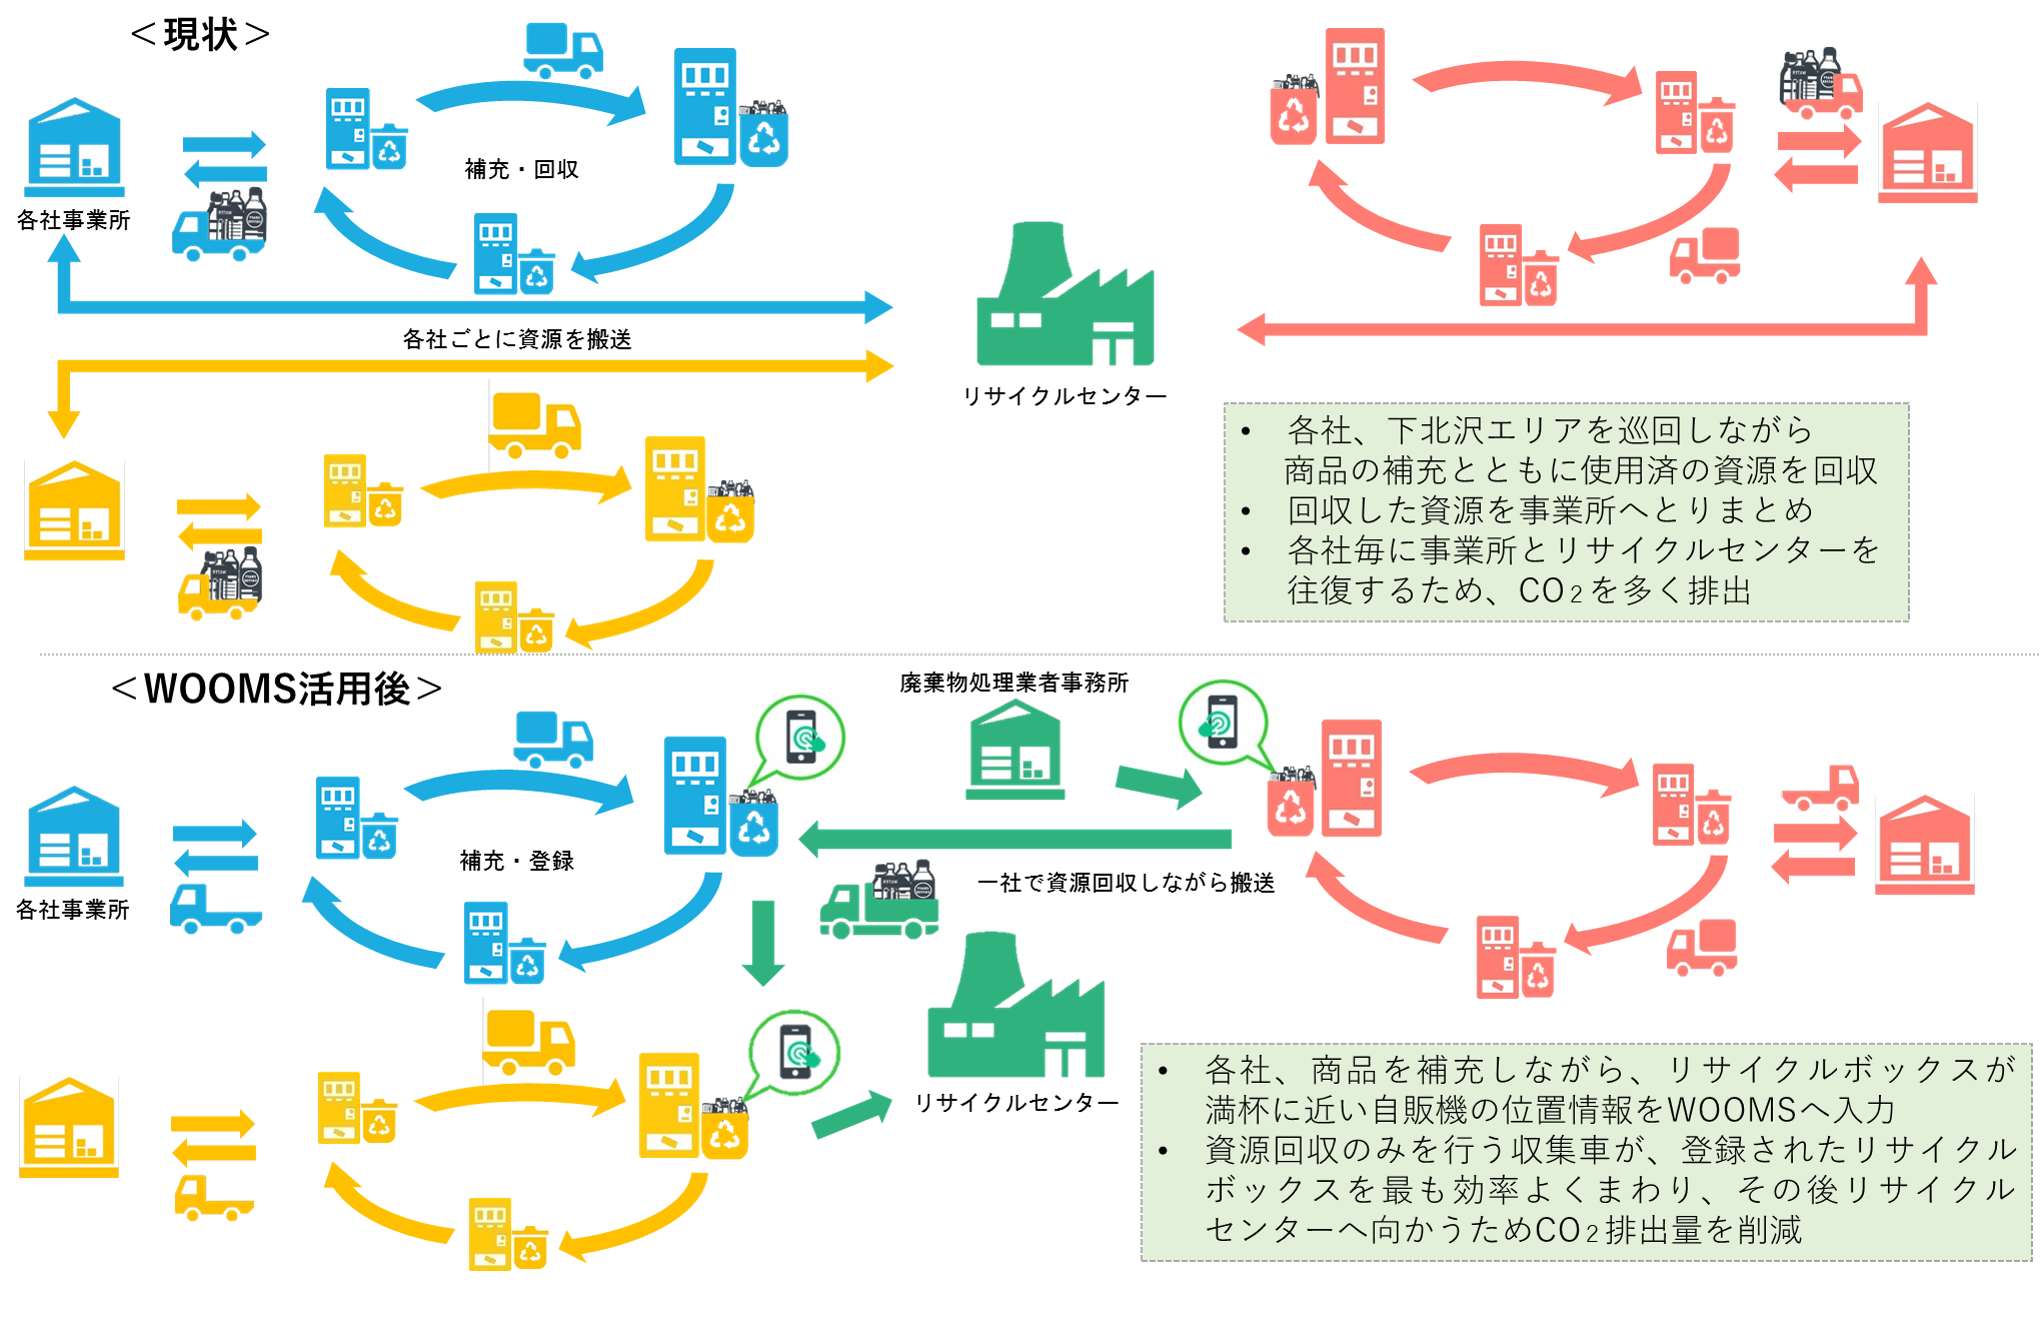 ＜現状＞
補充・回収
各社事業所
各社ごとに資源を搬送
リサイクルセンター
• 各社、下北沢エリアを巡回しながら
商品の補充とともに使用済の資源を回収
• 回収した資源を事業所へとりまとめ
• 各社毎に事業所とリサイクルセンターを
往復するため、CO₂を多く排出
＜WOOMS活用後＞
廃棄物処理業者事務所
補充・登録
一社で資源回収しながら搬送
各社事業所
リサイクルセンター
• 各社、商品を補充しながら、リサイクルボックスが
満杯に近い自販機の位置情報をWOOMSへ入力
• 資源回収のみを行う収集車が、登録されたリサイクル
ボックスを最も効率よくまわり、その後リサイクル
センターへ向かうためCO₂排出量を削減